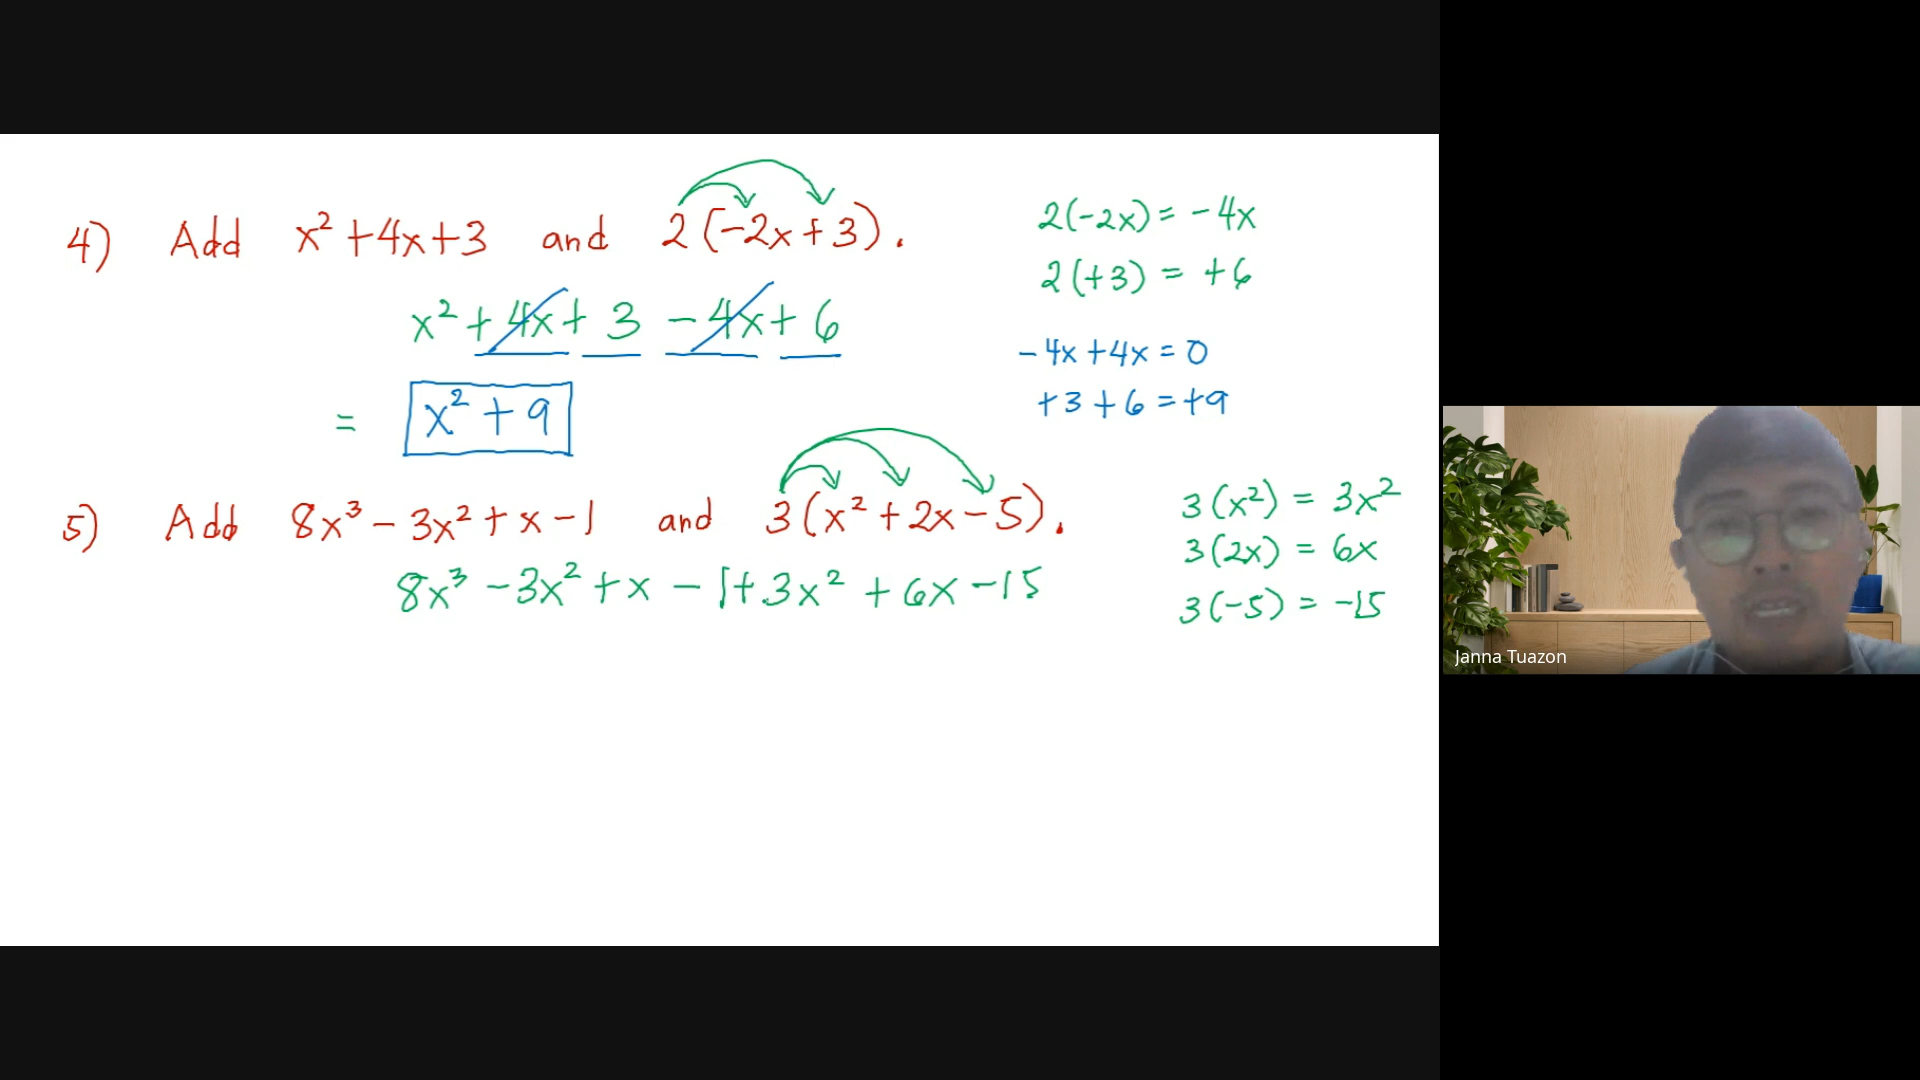 4) Add x² + 4x + 3 and 2(-2x + 3).
x² + 4x + 3 - 4x + 6
= x² + 9
2(-2x) = -4x
2(+3) = +6
-4x + 4x = 0
+3 + 6 = +9
5) Add 8x³ - 3x² + x - 1 and 3(x² + 2x - 5).
8x³ - 3x² + x - 1 + 3x² + 6x - 15
3(x²) = 3x²
3(2x) = 6x
3(-5) = -15
Janna Tuazon